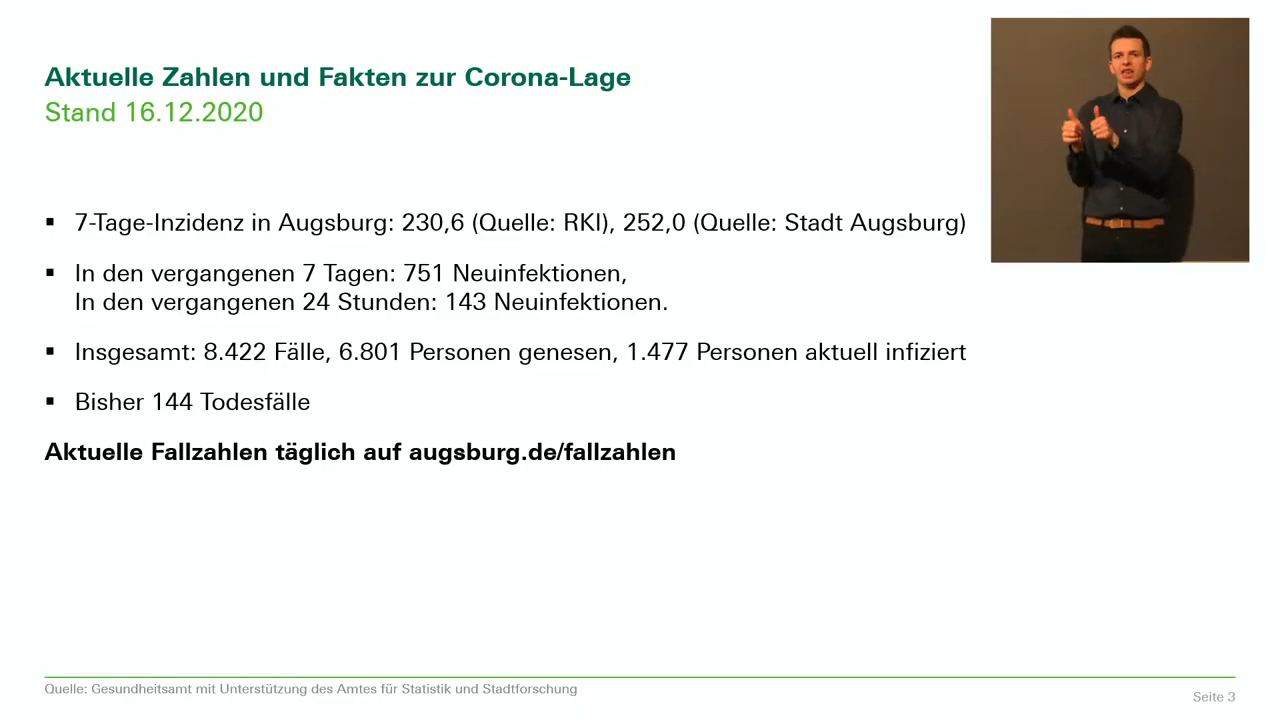 Aktuelle Zahlen und Fakten zur Corona-Lage
Stand 16.12.2020
▪ 7-Tage-Inzidenz in Augsburg: 230,6 (Quelle: RKI), 252,0 (Quelle: Stadt Augsburg)
▪ In den vergangenen 7 Tagen: 751 Neuinfektionen,
In den vergangenen 24 Stunden: 143 Neuinfektionen.
▪ Insgesamt: 8.422 Fälle, 6.801 Personen genesen, 1.477 Personen aktuell infiziert
▪ Bisher 144 Todesfälle
Aktuelle Fallzahlen täglich auf augsburg.de/fallzahlen
Quelle: Gesundheitsamt mit Unterstützung des Amtes für Statistik und Stadtforschung
Seite 3